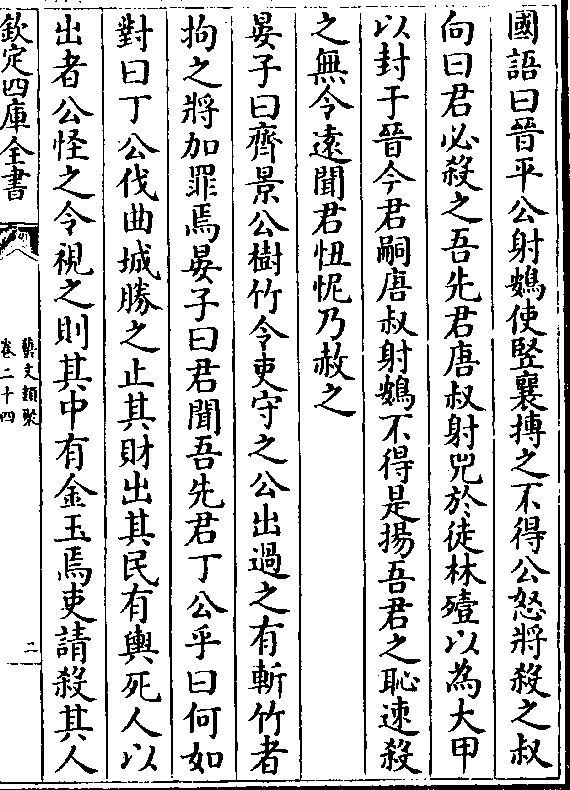 國語曰晉平公射鴳使豎襄搏之不得公怒將殺之叔
向曰君必殺之吾先君唐叔射兕於徒林殪以為大甲
以封于晉今君嗣唐叔射鴳不得是揚吾君之恥速殺
之無令遠聞君忸怩乃赦之
晏子曰齊景公樹竹令吏守之公出過之有斬竹者
拘之將加罪焉晏子曰君聞吾先君丁公乎曰何如
對曰丁公伐曲城勝之止其財出其民有輿死人以
出者公怪之令視之則其中有金玉焉吏請殺其人
欽定四庫全書
藝文類聚
卷二十四
二